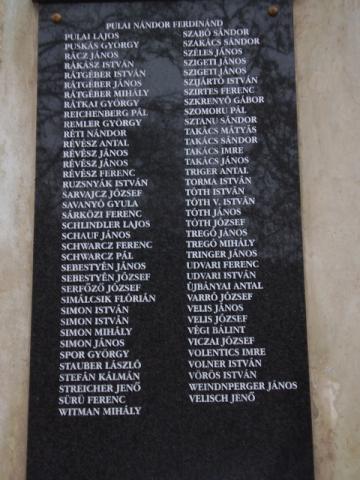 PULAI NÁNDOR FERDINÁND
PULAI LAJOS
PUSKÁS GYÖRGY
RÁCZ JÁNOS
RÁKÁSZ ISTVÁN
RÁTGÉBER ISTVÁN
RÁTGÉBER JÁNOS
RÁTGÉBER MIHÁLY
RÁTKAI GYÖRGY
REICHENBERG PÁL
REMLER GYÖRGY
RÉTI NÁNDOR
RÉVÉSZ ANTAL
RÉVÉSZ JÁNOS
RÉVÉSZ JÁNOS
RÉVÉSZ FERENC
RUZSNYÁK ISTVÁN
SARVAJCZ JÓZSEF
SAVANYÓ GYULA
SÁRKÖZI FERENC
SCHLINDLER LAJOS
SCHAUF JÁNOS
SCHWARCZ FERENC
SCHWARCZ PÁL
SEBESTYÉN JÁNOS
SEBESTYÉN JÓZSEF
SERFŐZŐ JÓZSEF
SIMÁLCSIK FLÓRIÁN
SIMON ISTVÁN
SIMON ISTVÁN
SIMON MIHÁLY
SIMON JÁNOS
SPOR GYÖRGY
STAUBER LÁSZLÓ
STEFÁN KÁLMÁN
STREICHER JENŐ
SÜRÜ FERENC
WITMAN MIHÁLY
SZABÓ SÁNDOR
SZAKÁCS SÁNDOR
SZÉLES JÁNOS
SZIGETI JÁNOS
SZIGETI JÁNOS
SZIJÁRTÓ ISTVÁN
SZIRTES FERENC
SZKRENYÓ GÁBOR
SZOMORU PÁL
SZTANU SÁNDOR
TAKÁCS MÁTYÁS
TAKÁCS SÁNDOR
TAKÁCS IMRE
TAKÁCS JÁNOS
TRIGER ANTAL
TORMA ISTVÁN
TÓTH ISTVÁN
TÓTH V. ISTVÁN
TÓTH JÁNOS
TÓTH JÓZSEF
TREGÓ JÁNOS
TREGÓ MIHÁLY
TRINGER JÁNOS
UDVARI FERENC
UDVARI ISTVÁN
ÚJBÁNYAI ANTAL
VARRÓ JÓZSEF
VELIS JÁNOS
VELIS JÓZSEF
VÉGI BÁLINT
VICZAI JÓZSEF
VOLENTICS IMRE
VOLNER ISTVÁN
VÖRÖS ISTVÁN
WEINDNPERGER JÁNOS
VELISCH JENŐ